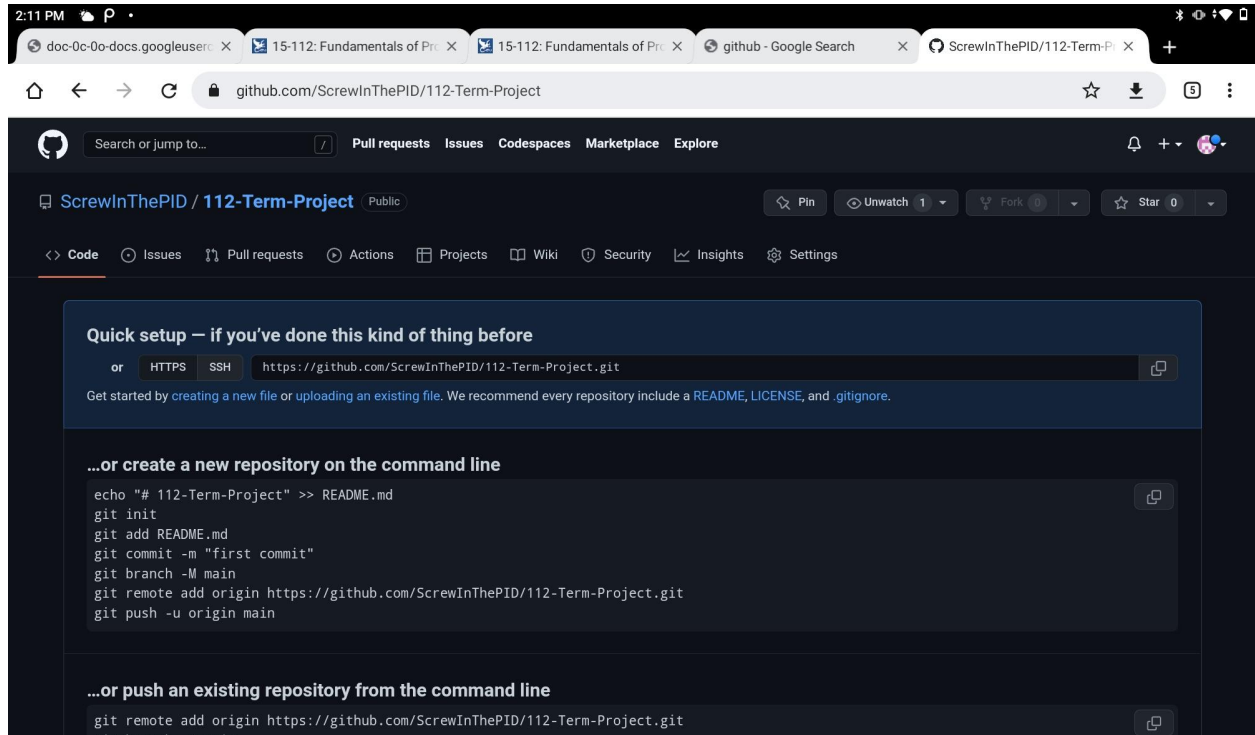 2:11 PM
doc-0c-0o-docs.googleuserc
15-112: Fundamentals of Pro
15-112: Fundamentals of Pro
github - Google Search
ScrewInThePID/112-Term-Pr
github.com/ScrewInThePID/112-Term-Project
5
Search or jump to... / Pull requests Issues Codespaces Marketplace Explore
ScrewInThePID / 112-Term-Project Public
Pin Unwatch 1 Fork 0 Star 0
<> Code Issues Pull requests Actions Projects Wiki Security Insights Settings
Quick setup — if you've done this kind of thing before
or HTTPS SSH https://github.com/ScrewInThePID/112-Term-Project.git
Get started by creating a new file or uploading an existing file. We recommend every repository include a README, LICENSE, and .gitignore.
…or create a new repository on the command line
echo "# 112-Term-Project" >> README.md
git init
git add README.md
git commit -m "first commit"
git branch -M main
git remote add origin https://github.com/ScrewInThePID/112-Term-Project.git
git push -u origin main
…or push an existing repository from the command line
git remote add origin https://github.com/ScrewInThePID/112-Term-Project.git